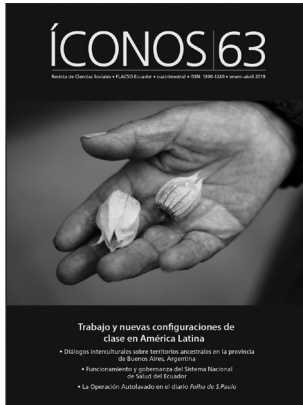 ÍCONOS 63
Revista de Ciencias Sociales • FLACSO Ecuador • cuatrimestral • ISSN 1390-1249 • enero-abril 2019
Trabajo y nuevas configuraciones de
clase en América Latina
• Diálogos interculturales sobre territorios ancestrales en la provincia
de Buenos Aires, Argentina
• Funcionamiento y gobernanza del Sistema Nacional
de Salud del Ecuador
• La Operación Autolavado en el diario Folha de S.Paulo